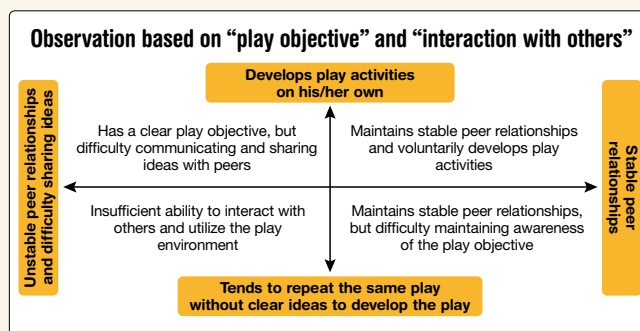 Observation based on “play objective” and “interaction with others”
Develops play activities
on his/her own
Unstable peer relationships
and difficulty sharing ideas
Has a clear play objective, but
difficulty communicating and sharing
ideas with peers
Maintains stable peer relationships
and voluntarily develops play
activities
Stable peer
relationships
Insufficient ability to interact with
others and utilize the play
environment
Maintains stable peer relationships,
but difficulty maintaining awareness
of the play objective
Tends to repeat the same play
without clear ideas to develop the play